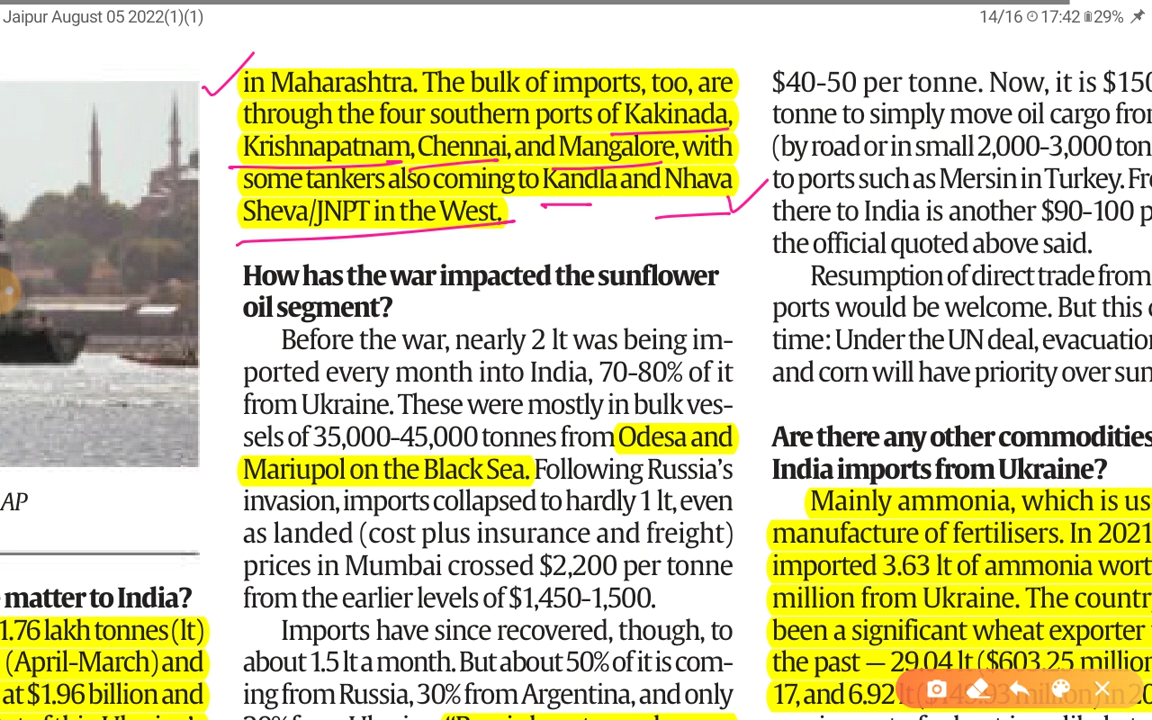 Jaipur August 05 2022(1)(1)
14/16 17:42 29%
AP
matter to India?
1.76 lakh tonnes (lt)
(April-March) and
at $1.96 billion and
in Maharashtra. The bulk of imports, too, are
through the four southern ports of Kakinada,
Krishnapatnam, Chennai, and Mangalore, with
some tankers also coming to Kandla and Nhava
Sheva/JNPT in the West.
How has the war impacted the sunflower
oil segment?
Before the war, nearly 2 lt was being im-
ported every month into India, 70-80% of it
from Ukraine. These were mostly in bulk ves-
sels of 35,000-45,000 tonnes from Odesa and
Mariupol on the Black Sea. Following Russia's
invasion, imports collapsed to hardly 1 lt, even
as landed (cost plus insurance and freight)
prices in Mumbai crossed $2,200 per tonne
from the earlier levels of $1,450-1,500.
Imports have since recovered, though, to
about 1.5 lt a month. But about 50% of it is com-
ing from Russia, 30% from Argentina, and only
$40-50 per tonne. Now, it is $150
tonne to simply move oil cargo from
(by road or in small 2,000-3,000 ton
to ports such as Mersin in Turkey. Fr
there to India is another $90-100 p
the official quoted above said.
Resumption of direct trade from
ports would be welcome. But this
time: Under the UN deal, evacuation
and corn will have priority over sun
Are there any other commodities
India imports from Ukraine?
Mainly ammonia, which is us
manufacture of fertilisers. In 2021
imported 3.63 lt of ammonia wort
million from Ukraine. The country
been a significant wheat exporter
the past — 29.04 lt ($603.25 million
17, and 6.92